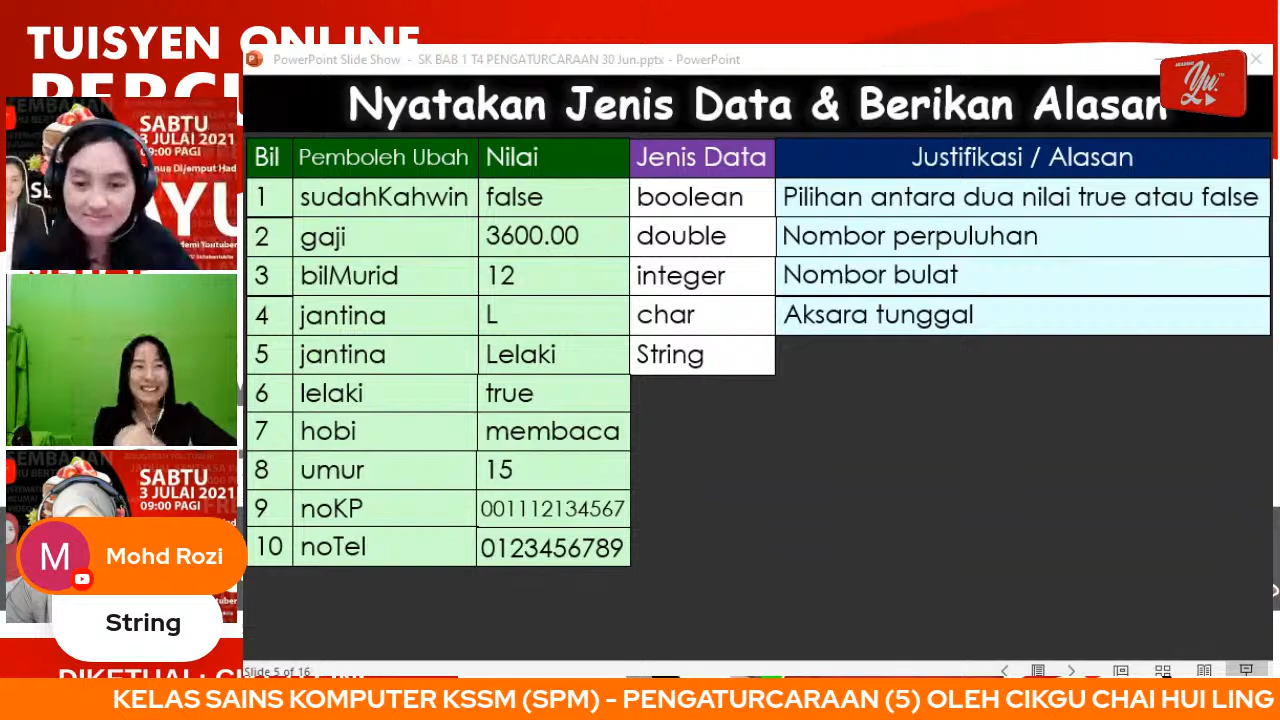 TUISYEN ONLINE
PowerPoint Slide Show - SK BAB 1 T4 PENGATURCARAAN 30 Jun.pptx - PowerPoint
Nyatakan Jenis Data & Berikan Alasan
Yu.
SABTU
3 JULAI 2021
09:00 PAGI
Bil Pemboleh Ubah Nilai Jenis Data Justifikasi / Alasan
1 sudahKahwin false boolean Pilihan antara dua nilai true atau false
2 gaji 3600.00 double Nombor perpuluhan
3 bilMurid 12 integer Nombor bulat
4 jantina L char Aksara tunggal
5 jantina Lelaki String
6 lelaki true
7 hobi membaca
8 umur 15
9 noKP 001112134567
10 noTel 0123456789
SABTU
3 JULAI 2021
09:00 PAGI
M Mohd Rozi
String
Slide 5 of 16
KELAS SAINS KOMPUTER KSSM (SPM) - PENGATURCARAAN (5) OLEH CIKGU CHAI HUI LING